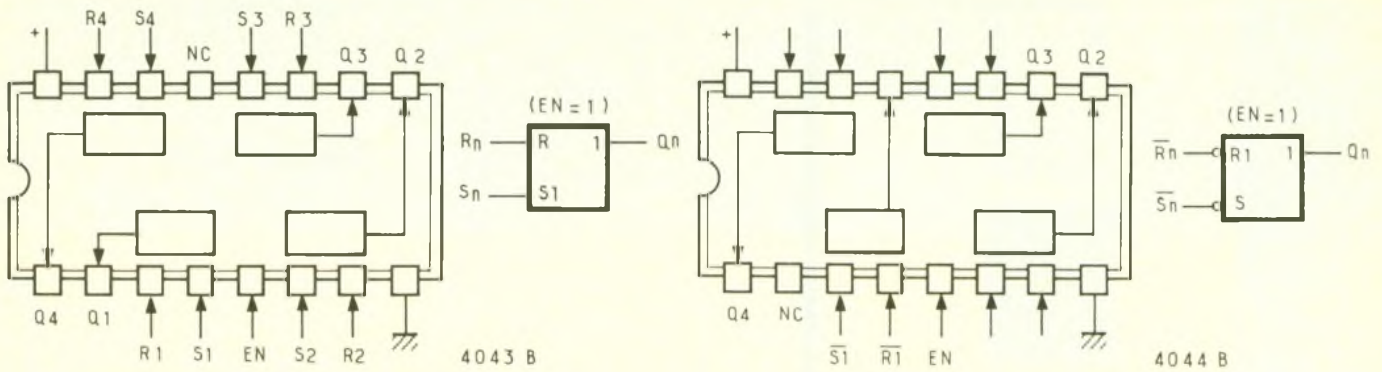 + R4 S4 NC S3 R3 Q3 Q2
(EN=1)
Rn R 1 Qn
Sn S1
Q4 Q1
R1 S1 EN S2 R2
4043 B
+ Q3 Q2
(EN=1)
R̅n̅ R1 1 Qn
S̅n̅ S
Q4 NC
S̅1̅ R̅1̅ EN
4044 B